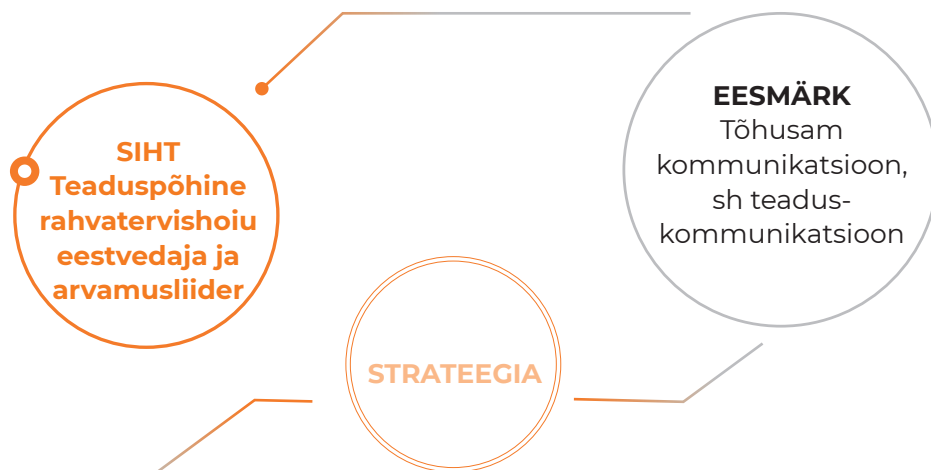 SIHT
Teaduspõhine
rahvatervishoiu
eestvedaja ja
arvamusliider
EESMÄRK
Tõhusam
kommunikatsioon,
sh teadus-
kommunikatsioon
STRATEEGIA